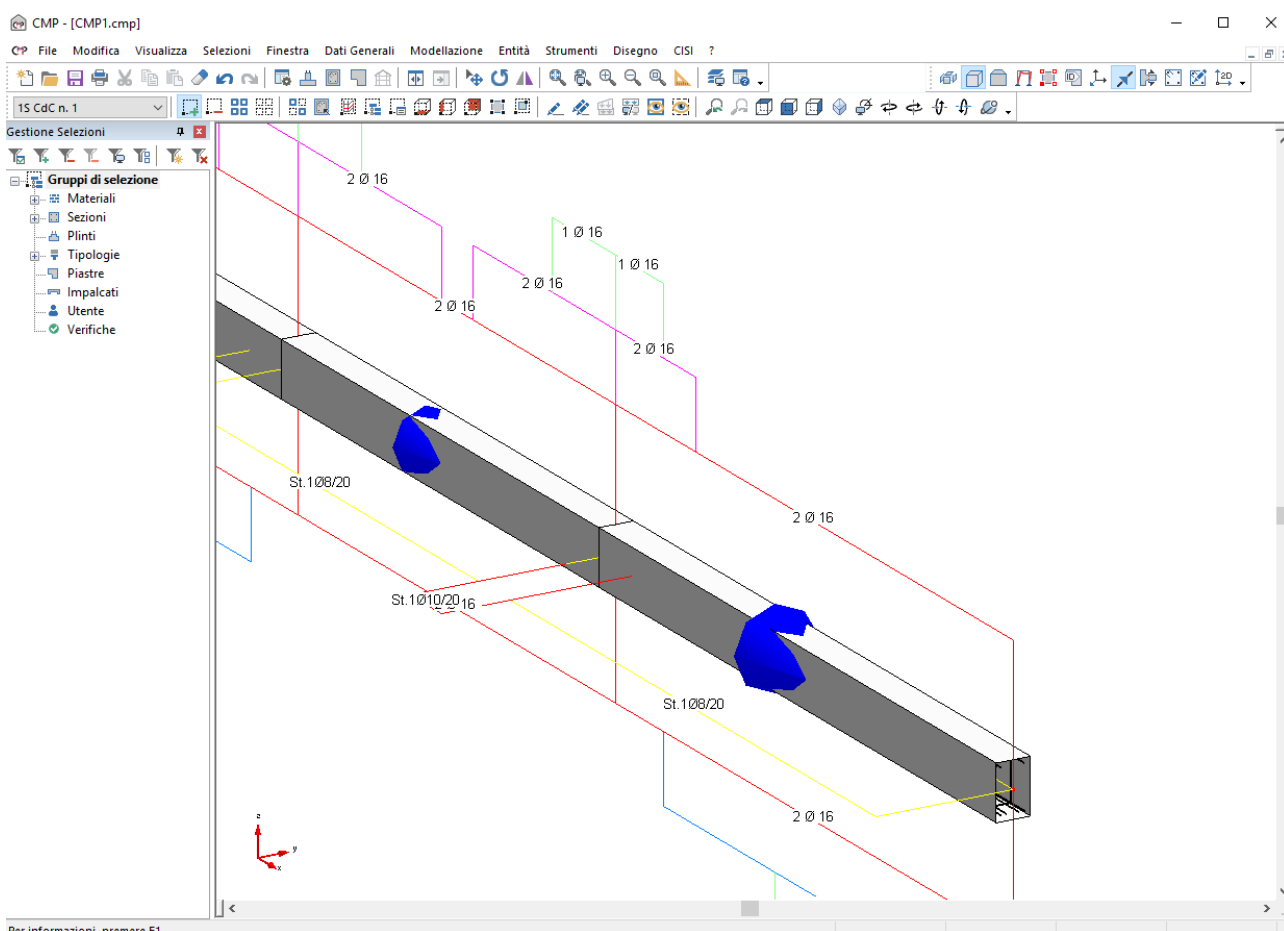 CMP - [CMP1.cmp]
File Modifica Visualizza Selezioni Finestra Dati Generali Modellazione Entità Strumenti Disegno CISI ?
1S CdC n. 1
Gestione Selezioni
Gruppi di selezione
Materiali
Sezioni
Plinti
Tipologie
Piastre
Impalcati
Utente
Verifiche
2 Ø 16
1 Ø 16
1 Ø 16
2 Ø 16
2 Ø 16
2 Ø 16
St.1Ø8/20
2 Ø 16
St.1Ø10/20
16
St.1Ø8/20
2 Ø 16
z
y
x
Per informazioni, premere F1